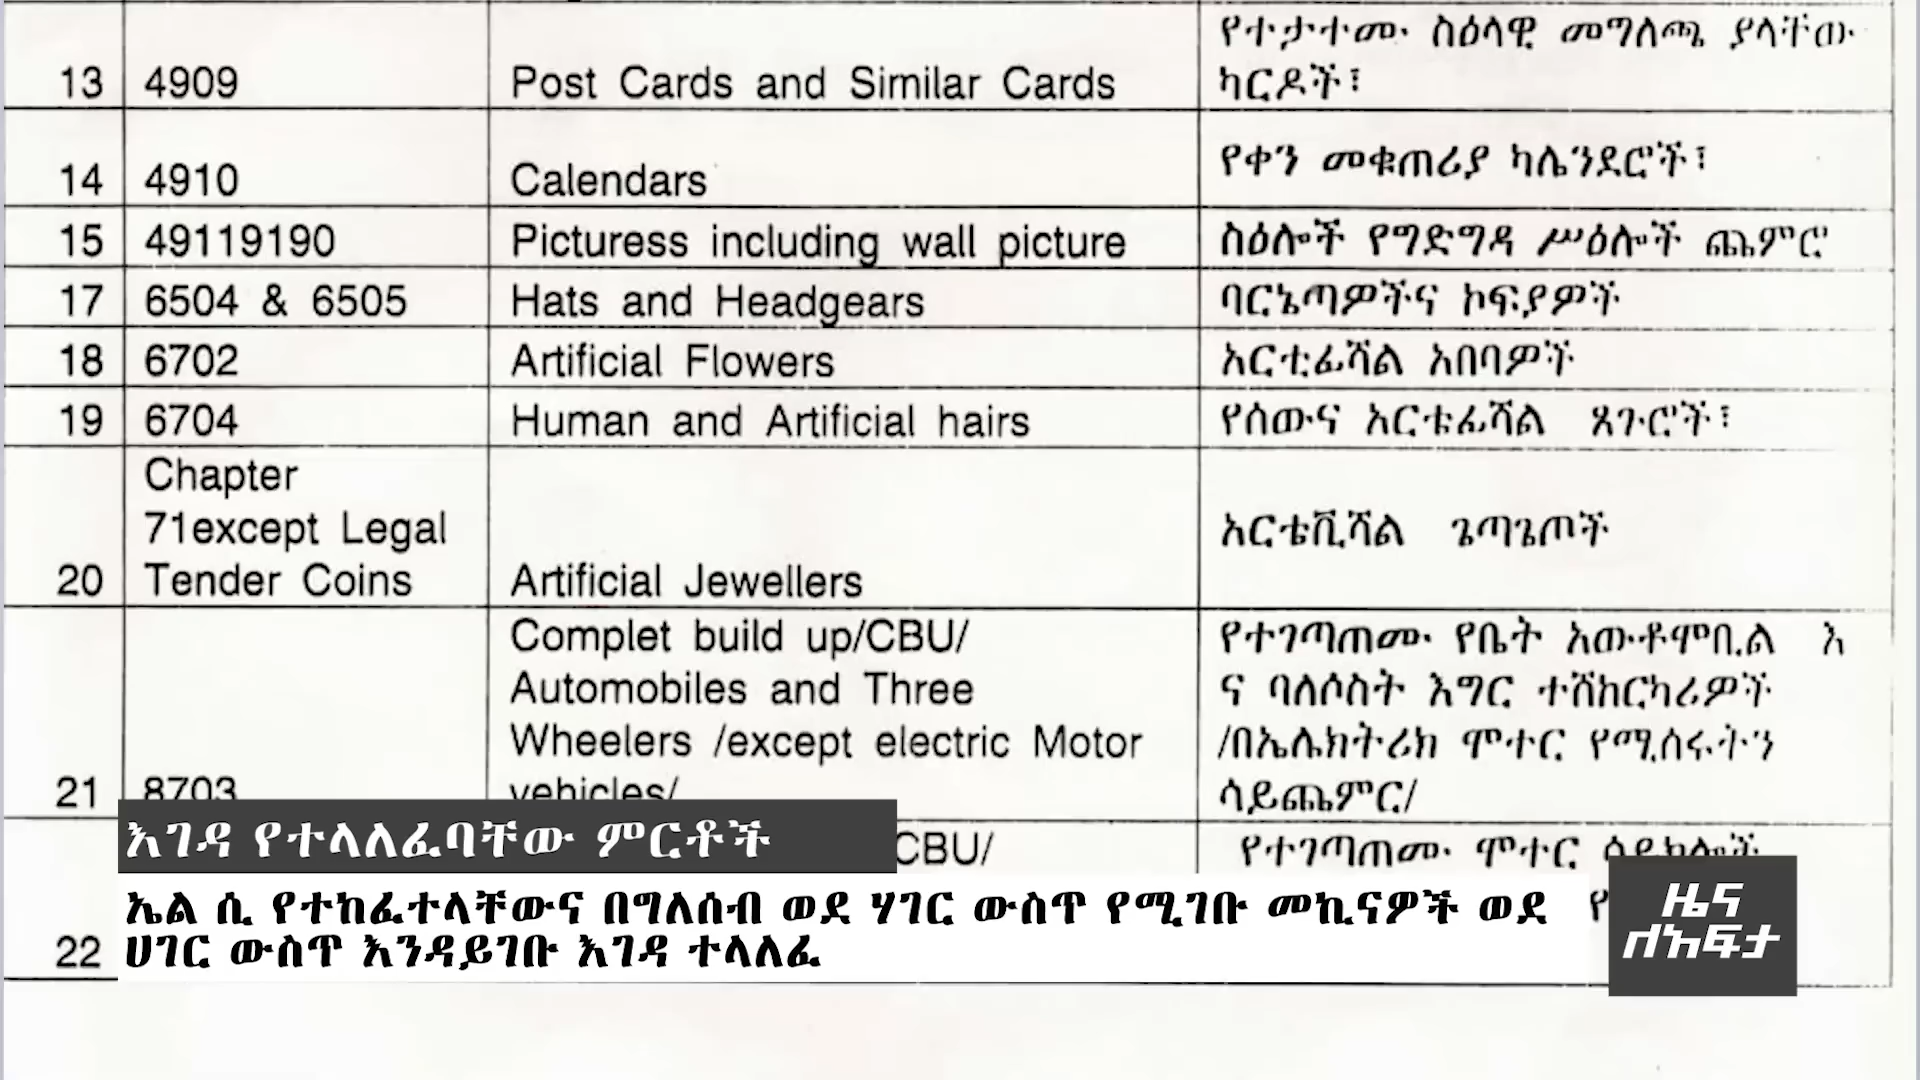 የተታተሙ ስዕላዊ መግለጫ ያላቸው
13 4909 Post Cards and Similar Cards ካርዶች፣
14 4910 Calendars የቀን መቁጠሪያ ካሌንደሮች፣
15 49119190 Picturess including wall picture ስዕሎች የግድግዳ ሥዕሎች ጨምሮ
17 6504 & 6505 Hats and Headgears ባርኔጣዎችና ኮፍያዎች
18 6702 Artificial Flowers አርቲፊሻል አበባዎች
19 6704 Human and Artificial hairs የሰውና አርቴፊሻል ጸጉሮች፣
Chapter
71except Legal
Tender Coins
20 Artificial Jewellers አርቴቪሻል ጌጣጌጦች
Complet build up/CBU/ የተገጣጠሙ የቤት አውቶሞቢል እ
Automobiles and Three ና ባለሶስት እግር ተሽከርካሪዎች
Wheelers /except electric Motor /በኤሌክትሪክ ሞተር የሚሰሩትን
21 8703 vehicles/ ሳይጨምር/
እገዳ የተላለፈባቸው ምርቶች
CBU/ የተገጣጠሙ ሞተር ሳይክሎች
22
ኤል ሲ የተከፈተላቸውና በግለሰብ ወደ ሃገር ውስጥ የሚገቡ መኪናዎች ወደ
ሀገር ውስጥ እንዳይገቡ እገዳ ተላለፈ
ዜና
ለአፍታ